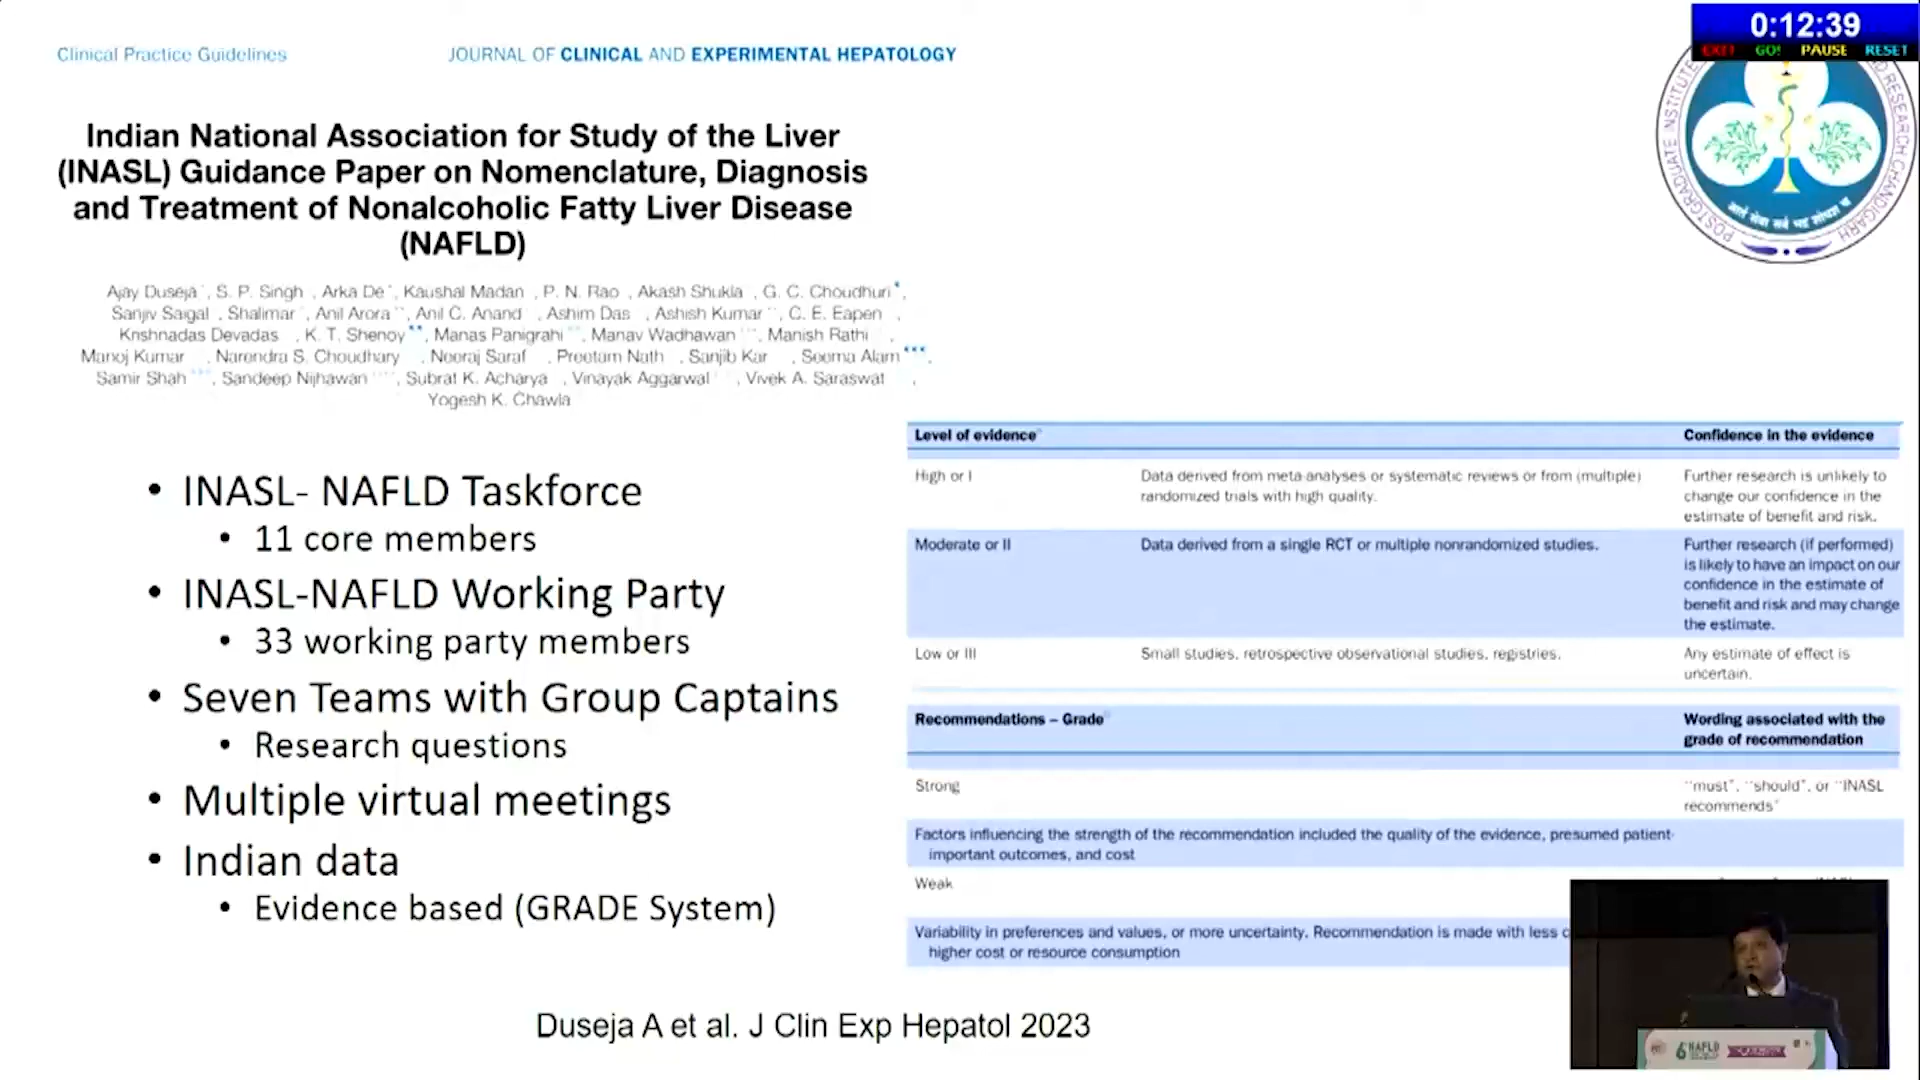 0:12:39
EXIT GO! PAUSE RESET
Clinical Practice Guidelines
JOURNAL OF CLINICAL AND EXPERIMENTAL HEPATOLOGY
Indian National Association for Study of the Liver
(INASL) Guidance Paper on Nomenclature, Diagnosis
and Treatment of Nonalcoholic Fatty Liver Disease
(NAFLD)
Ajay Duseja*, S. P. Singh, Arka De*, Kaushal Madan, P. N. Rao, Akash Shukla, G. C. Choudhuri*,
Sanjiv Saigal, Shalimar, Anil Arora**, Anil C. Anand, Ashim Das, Ashish Kumar**, C. E. Eapen,
Krishnadas Devadas, K. T. Shenoy**, Manas Panigrahi, Manav Wadhawan***, Manish Rathi,
Manoj Kumar, Narendra S. Choudhary, Neeraj Saraf, Preetam Nath, Sanjib Kar, Seema Alam***,
Samir Shah***, Sandeep Nijhawan****, Subrat K. Acharya, Vinayak Aggarwal, Vivek A. Saraswat,
Yogesh K. Chawla
• INASL- NAFLD Taskforce
• 11 core members
• INASL-NAFLD Working Party
• 33 working party members
• Seven Teams with Group Captains
• Research questions
• Multiple virtual meetings
• Indian data
• Evidence based (GRADE System)
Level of evidence Confidence in the evidence
High or I Data derived from meta analyses or systematic reviews or from (multiple) Further research is unlikely to
randomized trials with high quality. change our confidence in the
estimate of benefit and risk.
Moderate or II Data derived from a single RCT or multiple nonrandomized studies. Further research (if performed)
is likely to have an impact on our
confidence in the estimate of
benefit and risk and may change
the estimate.
Low or III Small studies, retrospective observational studies, registries. Any estimate of effect is
uncertain.
Recommendations – Grade Wording associated with the
grade of recommendation
Strong "must", "should", or "INASL
recommends"
Factors influencing the strength of the recommendation included the quality of the evidence, presumed patient-
important outcomes, and cost
Weak
Variability in preferences and values, or more uncertainty. Recommendation is made with less
higher cost or resource consumption
Duseja A et al. J Clin Exp Hepatol 2023
POSTGRADUATE INSTITUTE
RESEARCH CHANDIGARH
6 NAFLD